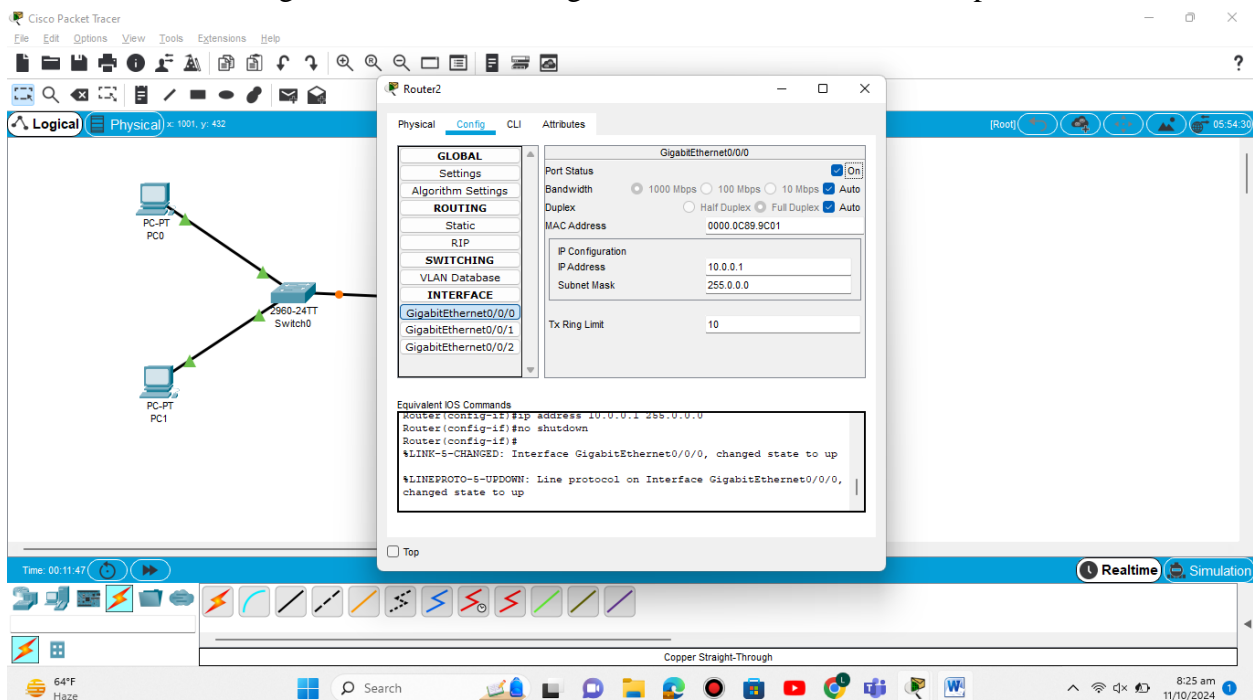 Cisco Packet Tracer
File Edit Options View Tools Extensions Help
?
Logical Physical x: 1001, y: 432
[Root] 05:54:30
PC-PT
PC0
2960-24TT
Switch0
PC-PT
PC1
Router2
Physical Config CLI Attributes
GLOBAL
Settings
Algorithm Settings
ROUTING
Static
RIP
SWITCHING
VLAN Database
INTERFACE
GigabitEthernet0/0/0
GigabitEthernet0/0/1
GigabitEthernet0/0/2
GigabitEthernet0/0/0
Port Status On
Bandwidth 1000 Mbps 100 Mbps 10 Mbps Auto
Duplex Half Duplex Full Duplex Auto
MAC Address 0000.0C89.9C01
IP Configuration
IP Address 10.0.0.1
Subnet Mask 255.0.0.0
Tx Ring Limit 10
Equivalent IOS Commands
Router(config-if)#ip address 10.0.0.1 255.0.0.0
Router(config-if)#no shutdown
Router(config-if)#
%LINK-5-CHANGED: Interface GigabitEthernet0/0/0, changed state to up
%LINEPROTO-5-UPDOWN: Line protocol on Interface GigabitEthernet0/0/0,
changed state to up
Top
Time: 00:11:47
Realtime Simulation
Copper Straight-Through
64°F
Haze
Search
8:25 am
11/10/2024
1